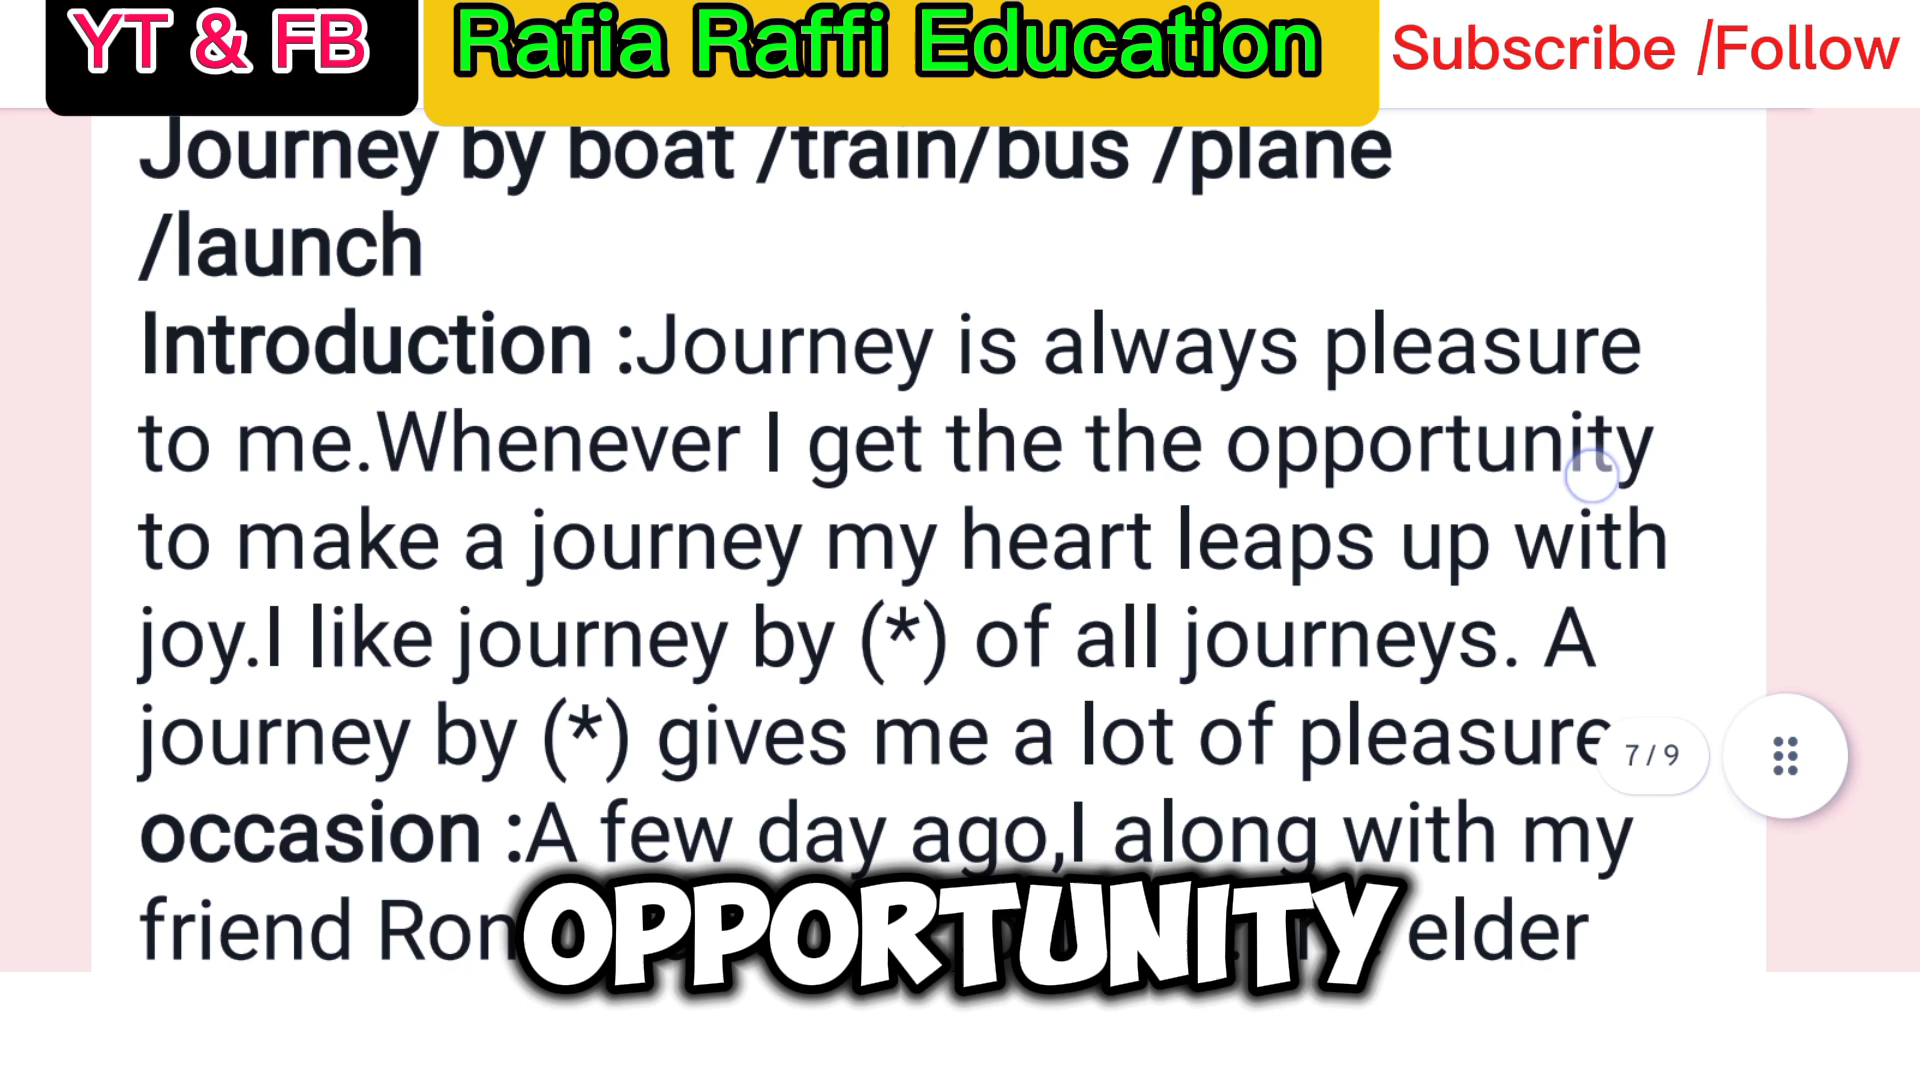 YT & FB Rafia Raffi Education Subscribe /Follow
Journey by boat /train/bus /plane
/launch
Introduction :Journey is always pleasure
to me.Whenever I get the the opportunity
to make a journey my heart leaps up with
joy.I like journey by (*) of all journeys. A
journey by (*) gives me a lot of pleasure
7 / 9
occasion :A few day ago,I along with my
friend elder
OPPORTUNITY